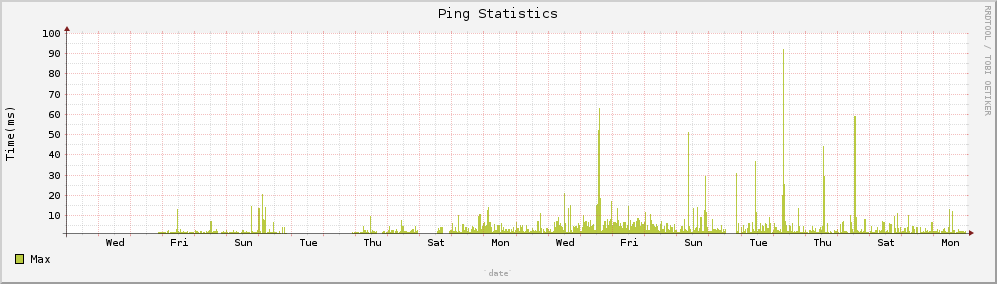 Ping Statistics
RRDTOOL / TOBI OETIKER
Time(ms)
100
90
80
70
60
50
40
30
20
10
Wed Fri Sun Tue Thu Sat Mon Wed Fri Sun Tue Thu Sat Mon
Max
`date`